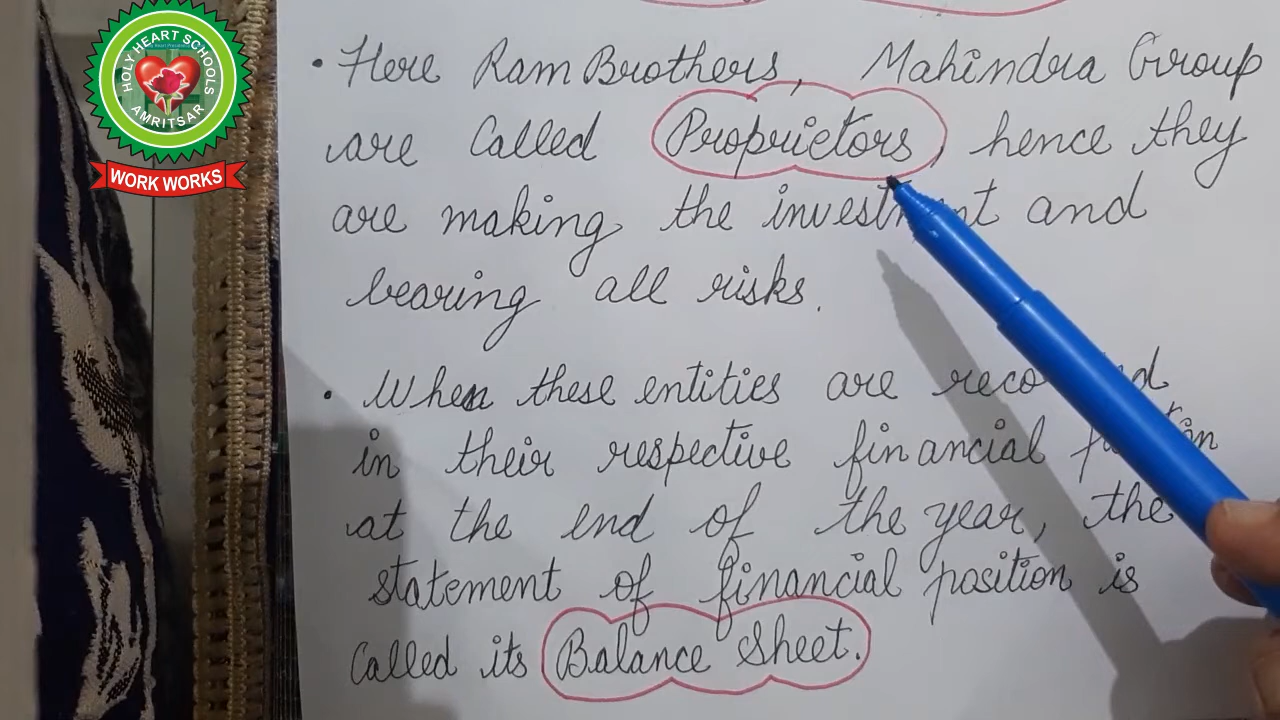 HOLY HEART SCHOOLS
AMRITSAR
WORK WORKS
• Here Ram Brothers, Mahindra Group
are called Proprietors, hence they
are making the investment and
bearing all risks.
• When these entities are
in their respective financial
at the end of the year, the
statement of financial position is
called its Balance Sheet.